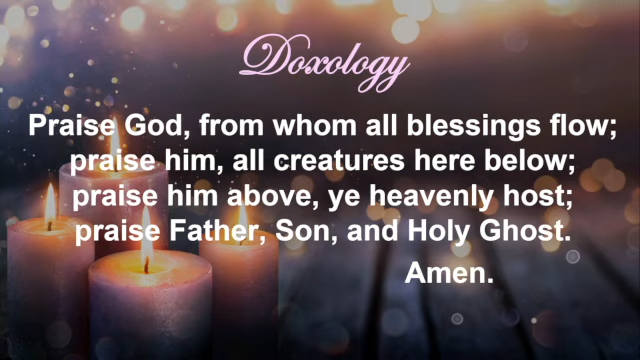 Doxology
Praise God, from whom all blessings flow;
praise him, all creatures here below;
praise him above, ye heavenly host;
praise Father, Son, and Holy Ghost.
Amen.